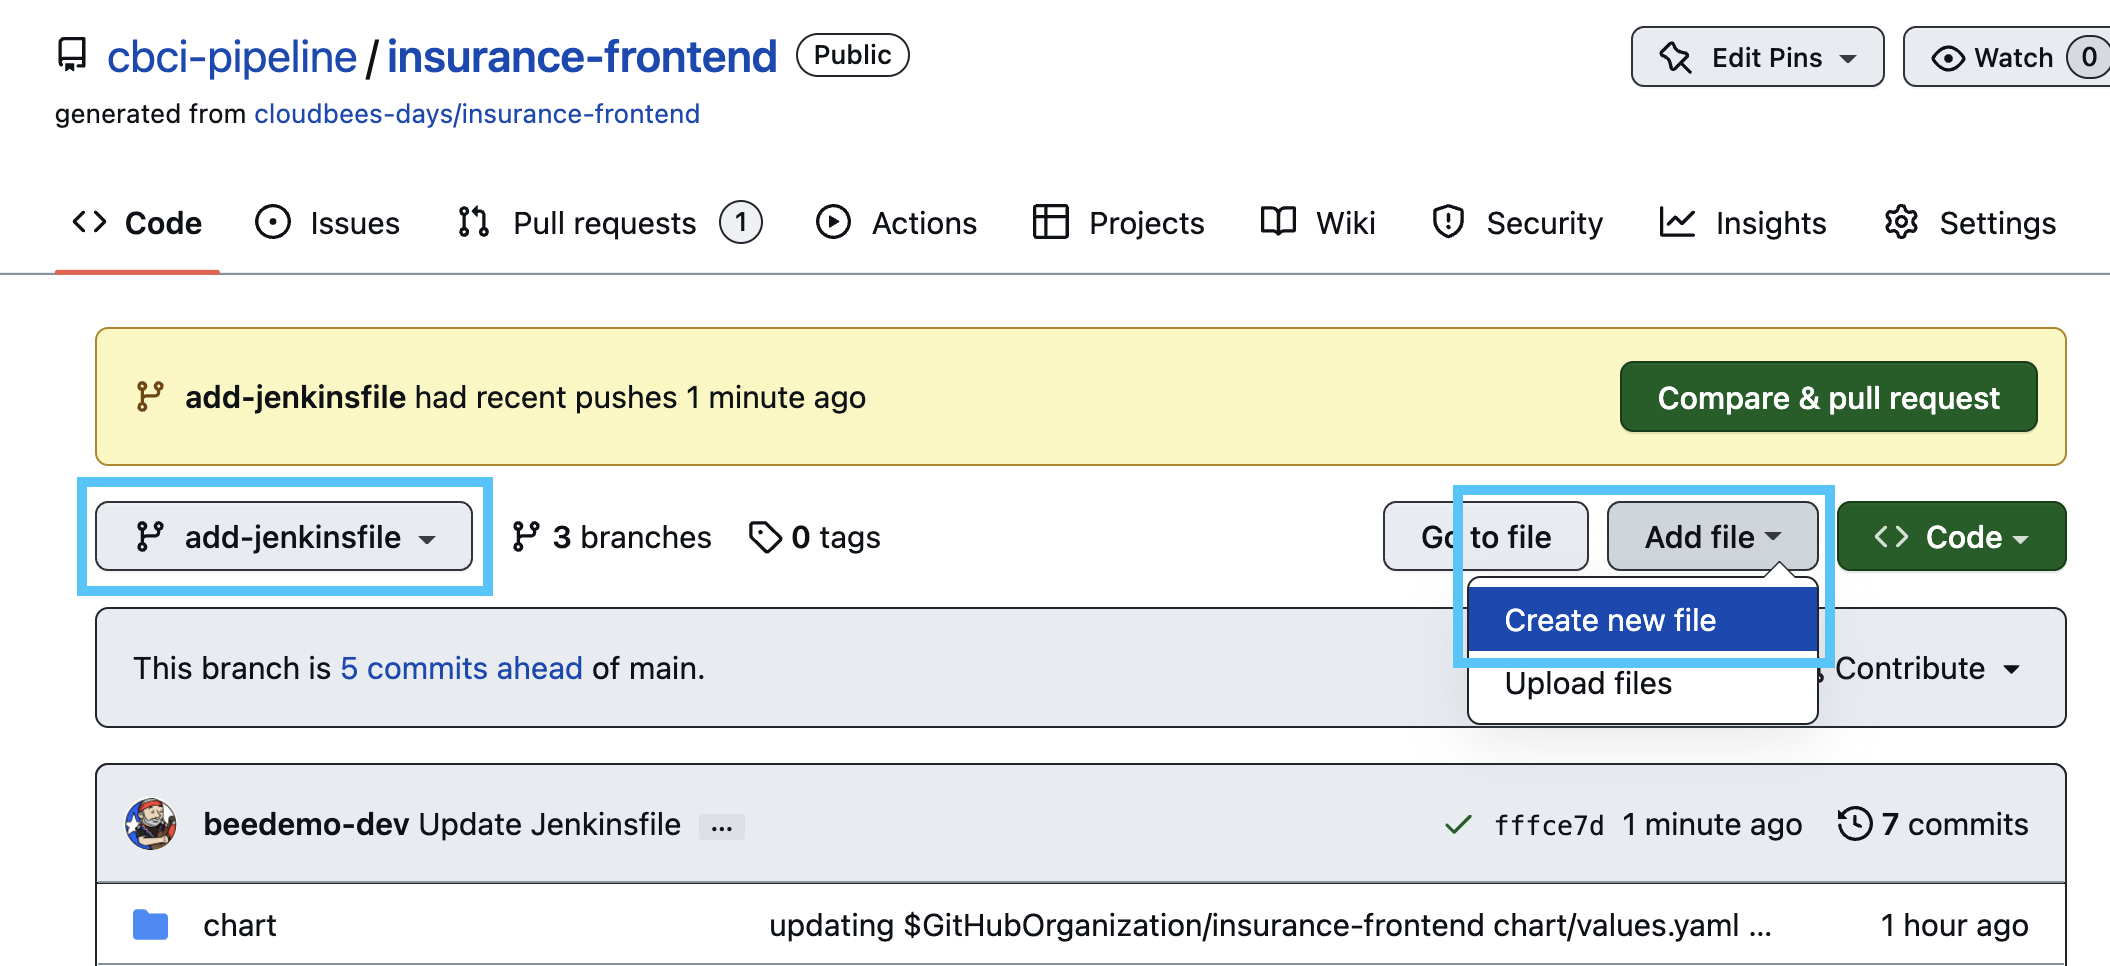 cbci-pipeline / insurance-frontend Public
Edit Pins
Watch 0
generated from cloudbees-days/insurance-frontend
Code
Issues
Pull requests 1
Actions
Projects
Wiki
Security
Insights
Settings
add-jenkinsfile had recent pushes 1 minute ago
Compare & pull request
add-jenkinsfile
3 branches
0 tags
Go to file
Add file
Code
Create new file
Upload files
This branch is 5 commits ahead of main.
Contribute
beedemo-dev Update Jenkinsfile ...
fffce7d 1 minute ago
7 commits
chart
updating $GitHubOrganization/insurance-frontend chart/values.yaml ...
1 hour ago